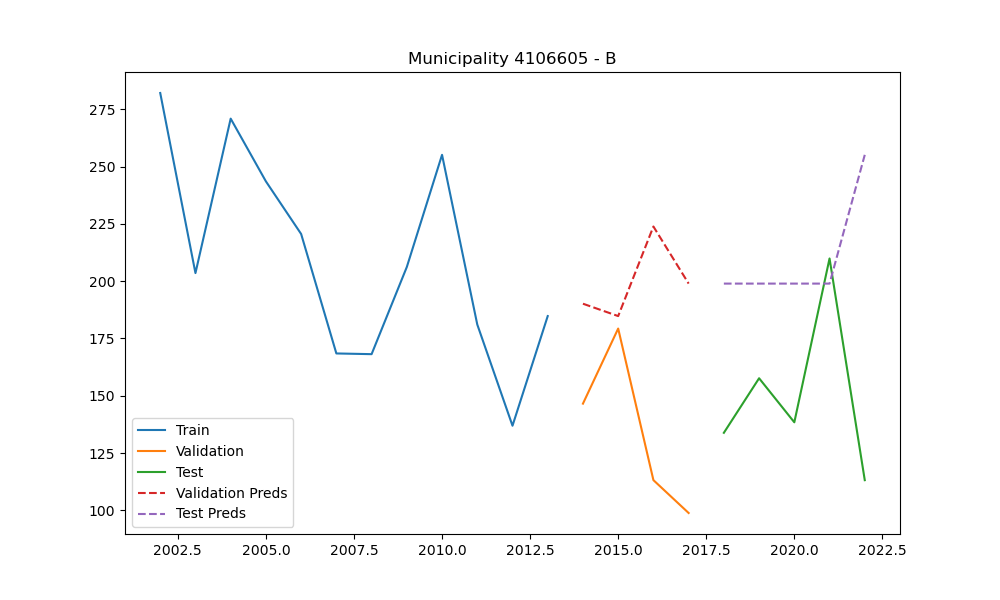 Municipality 4106605 - B
275
250
225
200
175
150
125
100
Train
Validation
Test
Validation Preds
Test Preds
2002.5 2005.0 2007.5 2010.0 2012.5 2015.0 2017.5 2020.0 2022.5